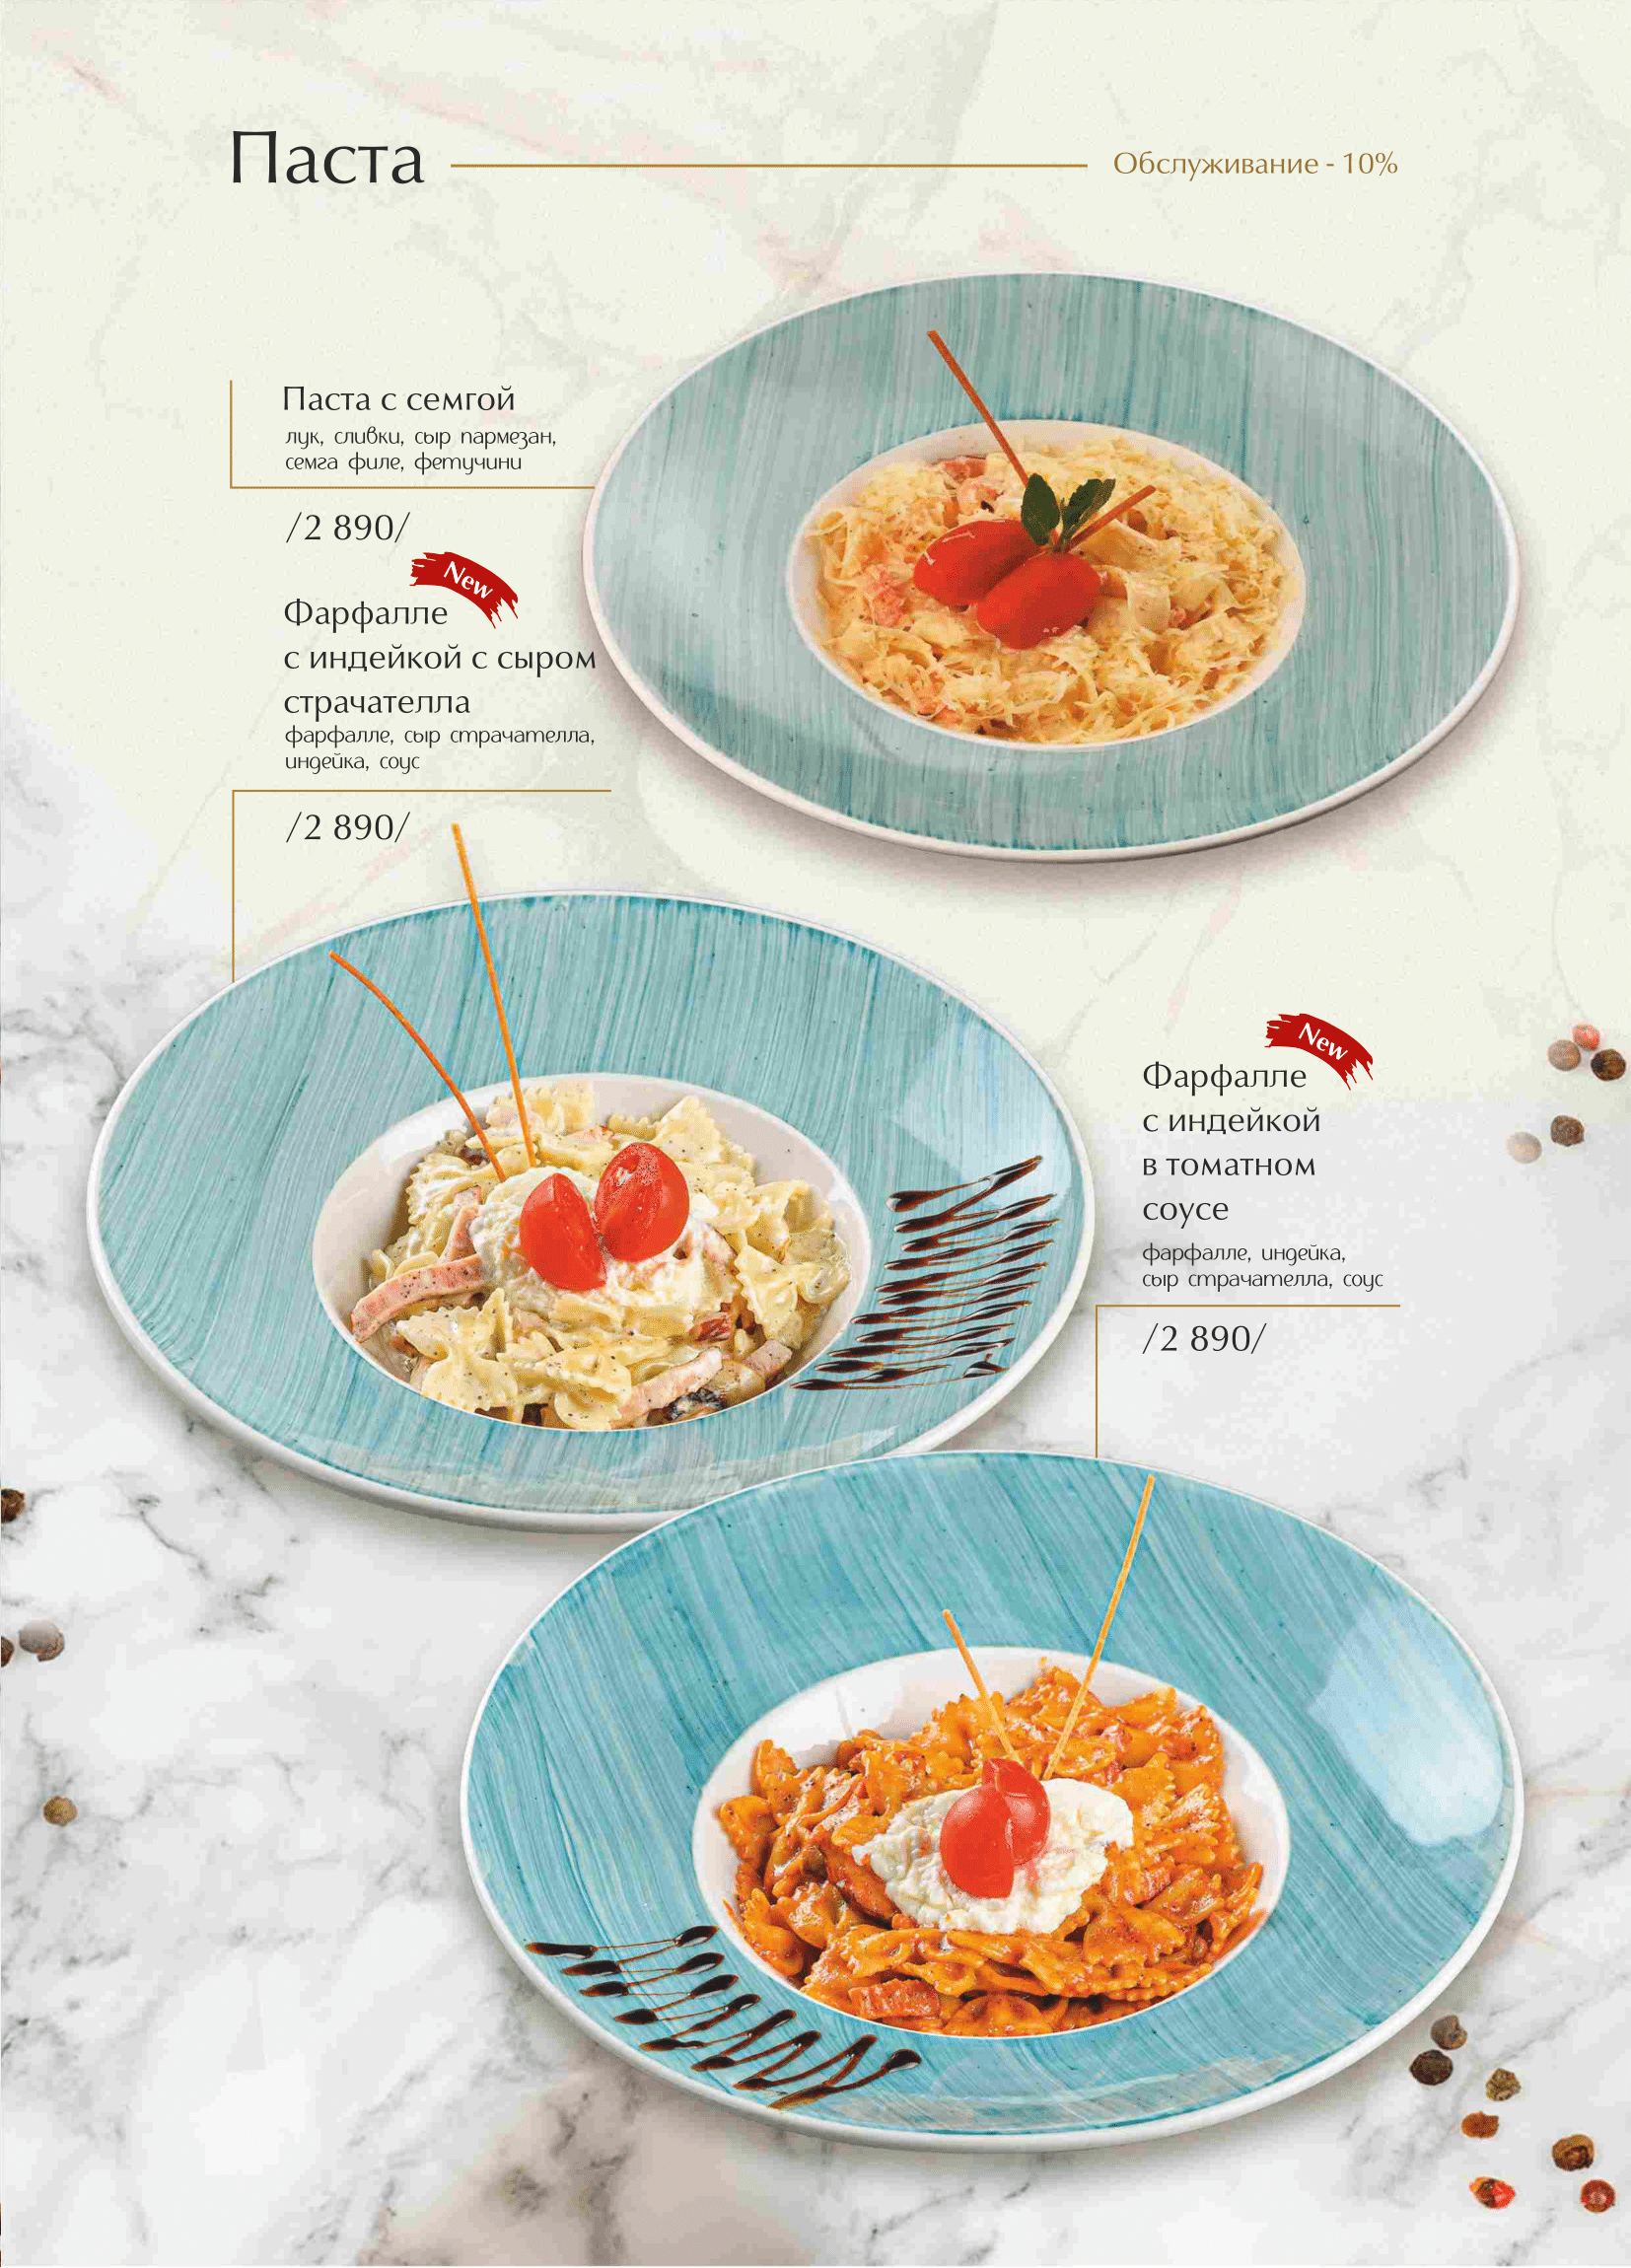 Паста
Обслуживание - 10%
Паста с семгой
лук, сливки, сыр пармезан,
семга филе, фетучини
/2 890/
New
Фарфалле
с индейкой с сыром
страчателла
фарфалле, сыр страчателла,
индейка, соус
/2 890/
New
Фарфалле
с индейкой
в томатном
соусе
фарфалле, индейка,
сыр страчателла, соус
/2 890/